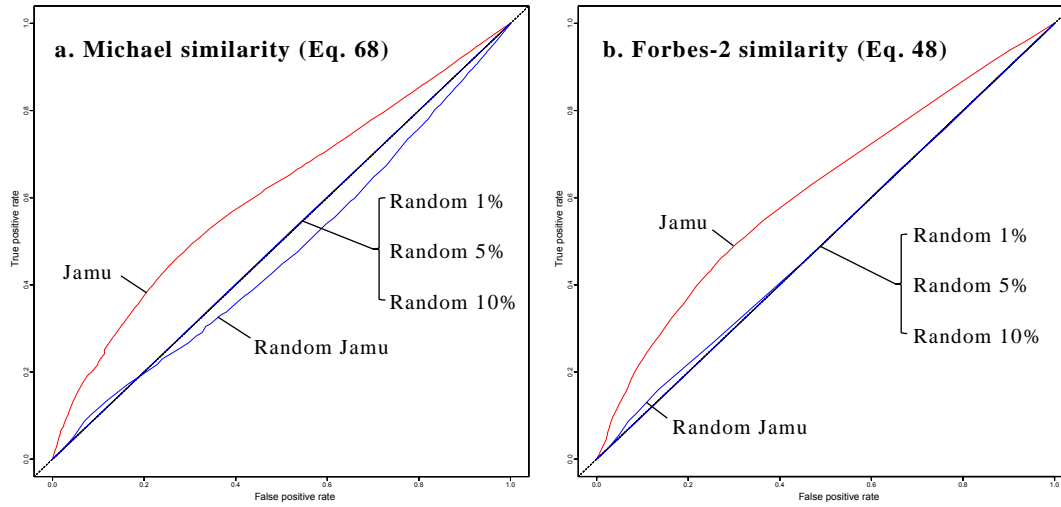 a. Michael similarity (Eq. 68)
1.0
0.8
0.6
0.4
0.2
0.0
True positive rate
Jamu
Random 1%
Random 5%
Random 10%
Random Jamu
0.0
0.2
0.4
0.6
0.8
1.0
False positive rate
b. Forbes-2 similarity (Eq. 48)
1.0
0.8
0.6
0.4
0.2
0.0
True positive rate
Jamu
Random 1%
Random 5%
Random 10%
Random Jamu
0.0
0.2
0.4
0.6
0.8
1.0
False positive rate